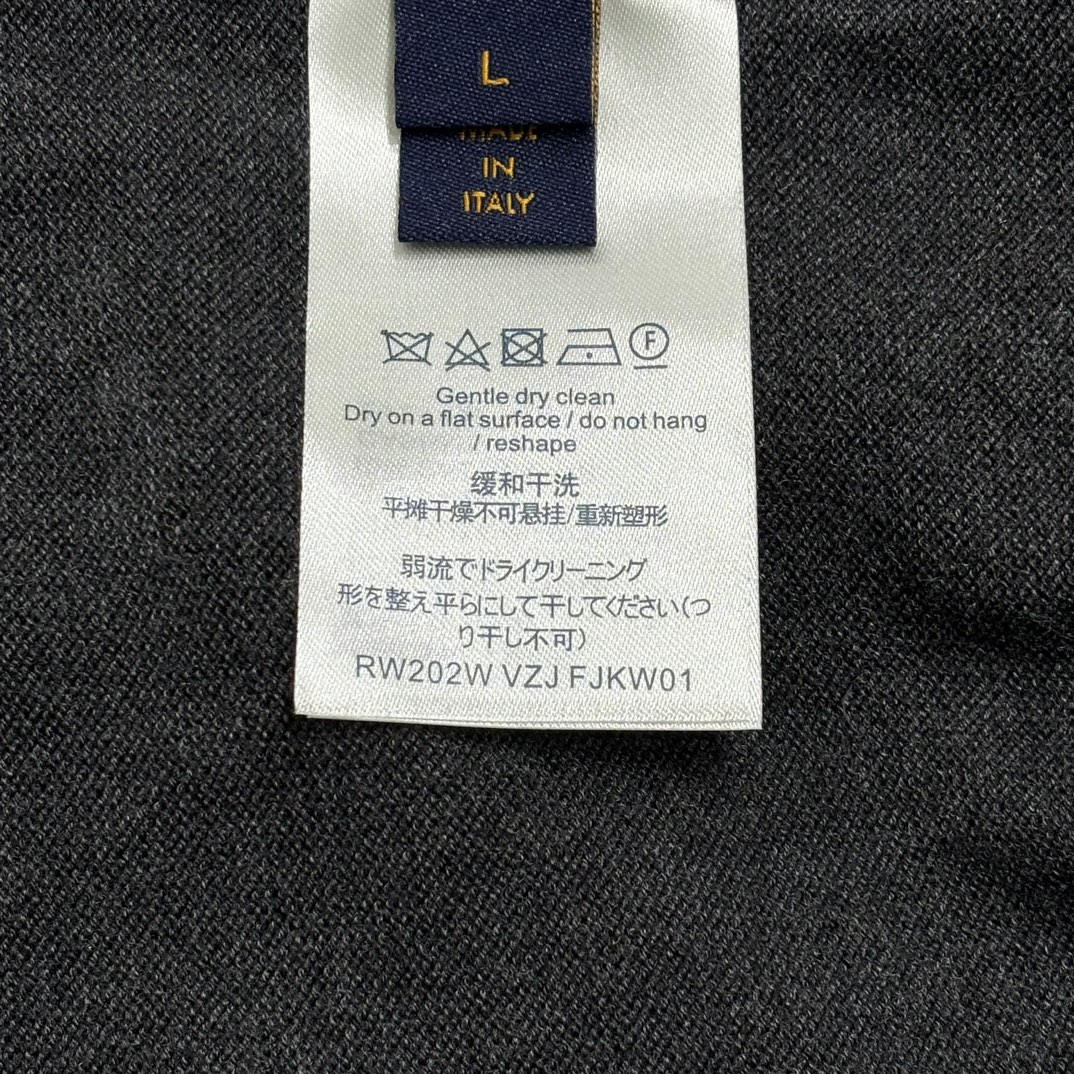 L
MADE
IN
ITALY
F
Gentle dry clean
Dry on a flat surface / do not hang
/ reshape
缓和干洗
平摊干燥不可悬挂/重新塑形
弱流でドライクリーニング
形を整え平らにして干してください(つ
り干し不可)
RW202W VZJ FJKW01